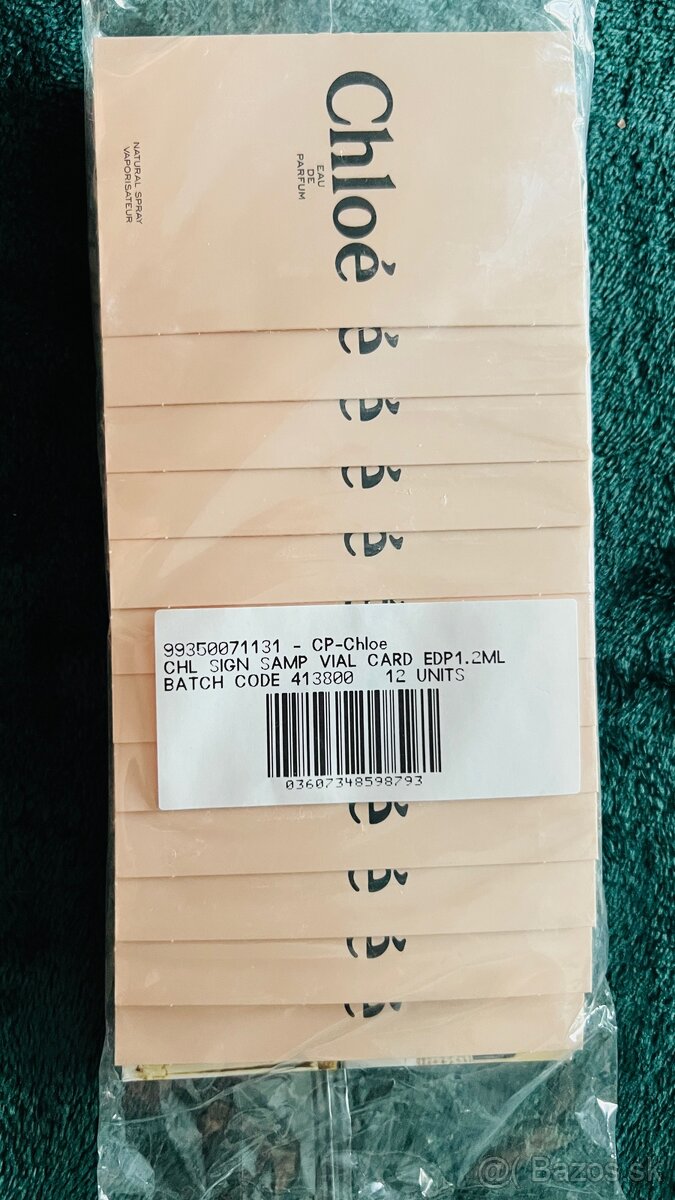 Chloé
EAU
DE
PARFUM
NATURAL SPRAY
VAPORISATEUR
é
é
é
é
99350071131 - CP-Chloe
CHL SIGN SAMP VIAL CARD EDP1.2ML
BATCH CODE 413800 12 UNITS
03607348598793
é
é
é
é
Bazos.sk